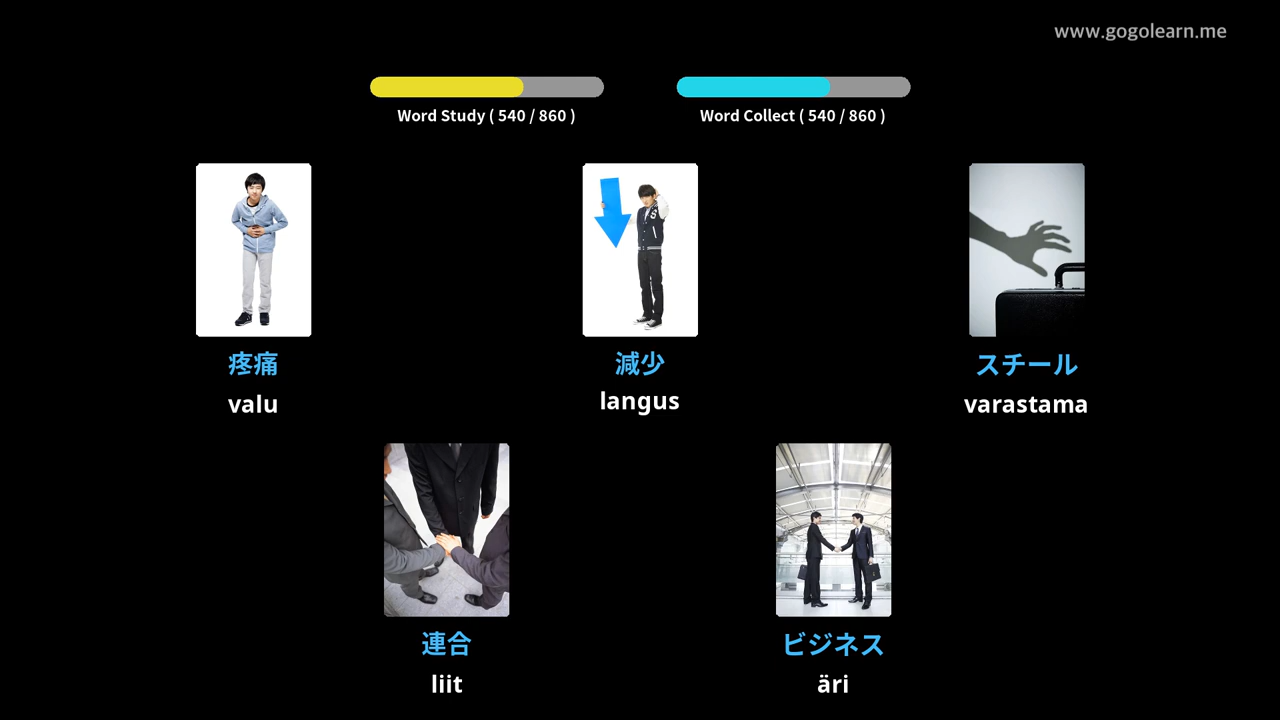 www.gogolearn.me
Word Study ( 540 / 860 )
Word Collect ( 540 / 860 )
疼痛
valu
減少
langus
スチール
varastama
連合
liit
ビジネス
äri